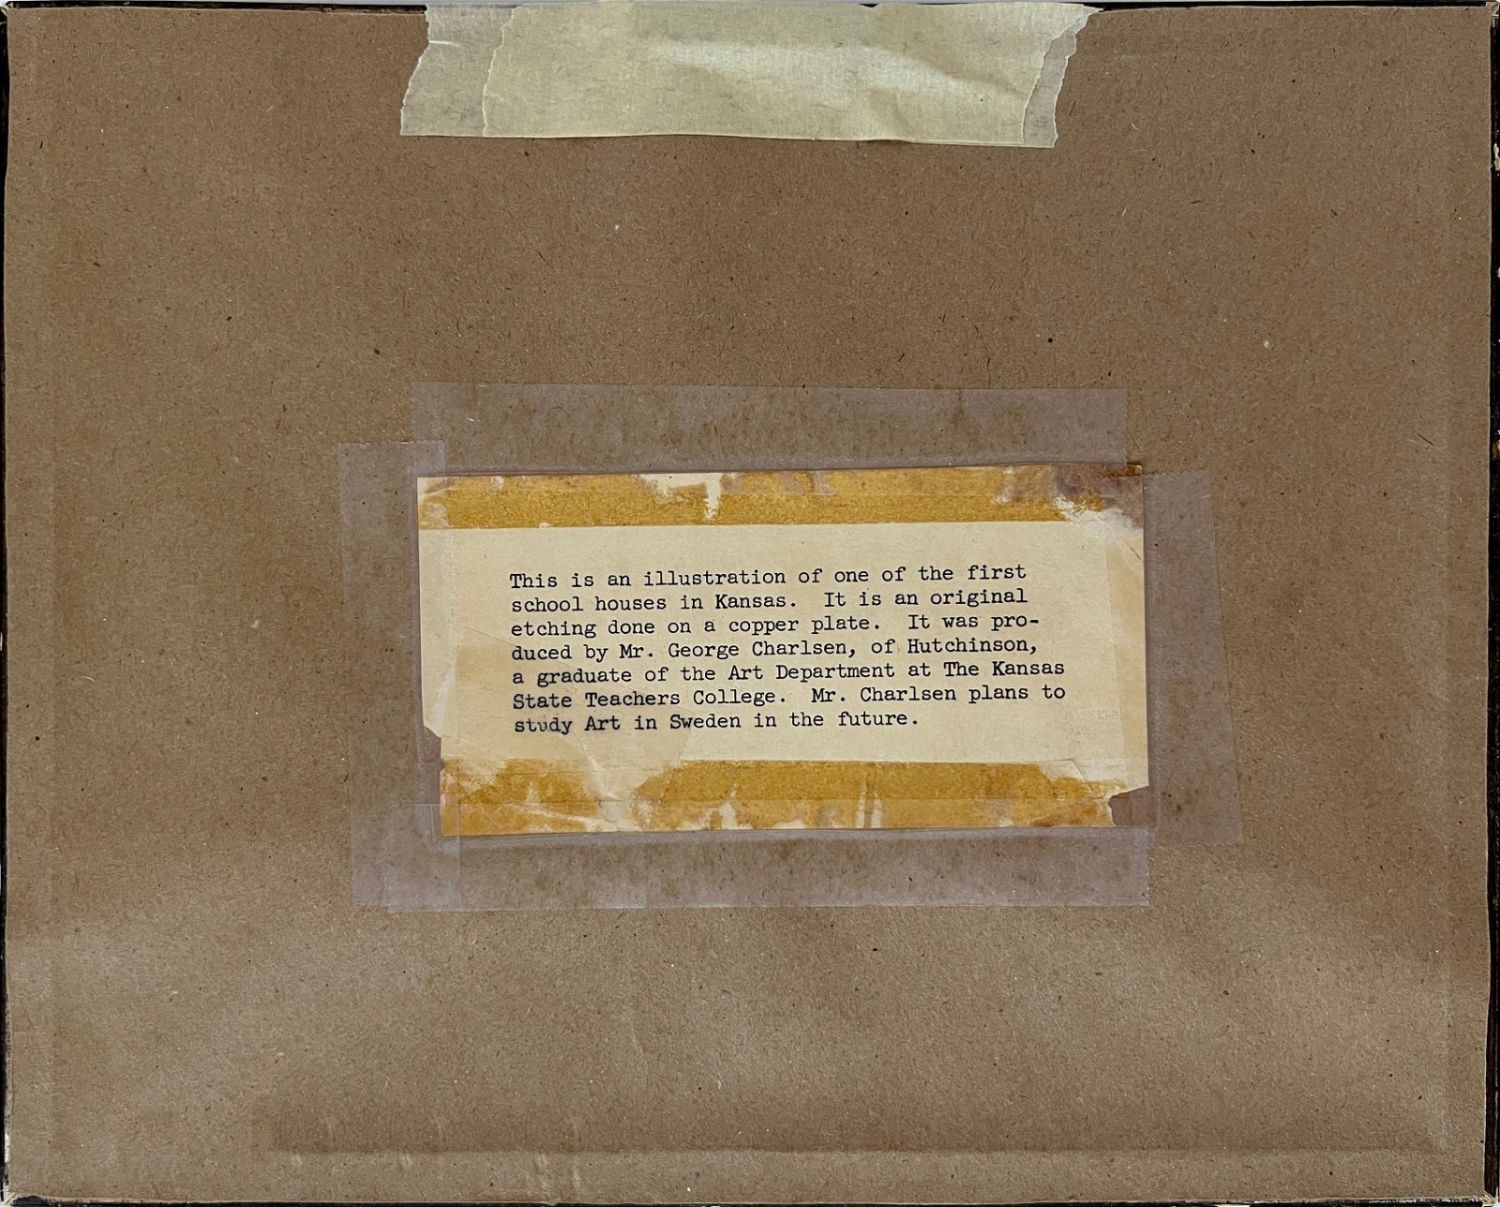 This is an illustration of one of the first
school houses in Kansas.  It is an original
etching done on a copper plate.  It was pro-
duced by Mr. George Charlsen, of Hutchinson,
a graduate of the Art Department at The Kansas
State Teachers College.  Mr. Charlsen plans to
study Art in Sweden in the future.